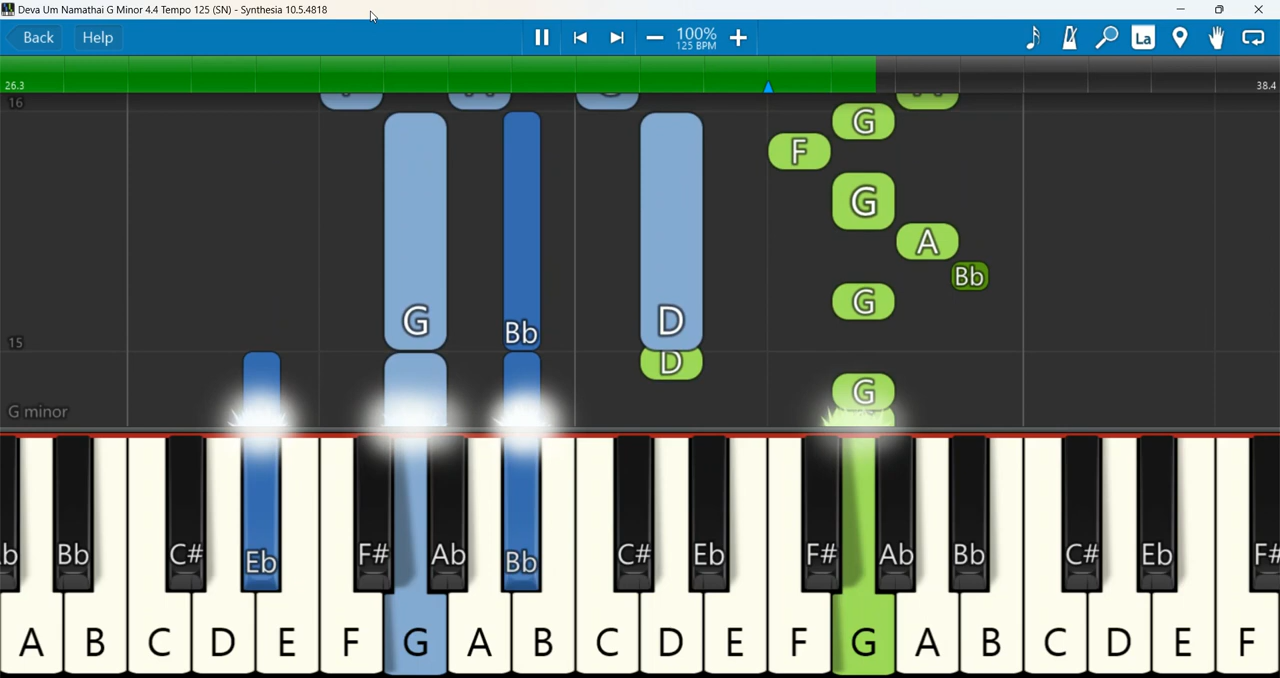 Deva Um Namathai G Minor 4.4 Tempo 125 (SN) - Synthesia 10.5.4818
Back Help 100% La
125 BPM
26.3 38.4
16
G
F
G
A
Bb
G
G Bb D
15
D
G
G minor
Bb C# Eb F# Ab Bb C# Eb F# Ab Bb C# Eb F#
A B C D E F G A B C D E F G A B C D E F